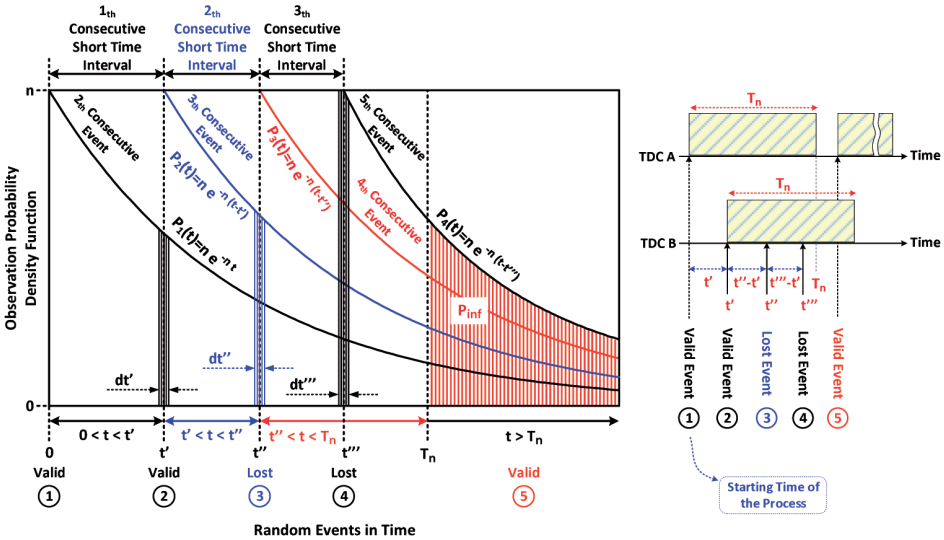 1th
Consecutive
Short Time
Interval
2th
Consecutive
Short Time
Interval
3th
Consecutive
Short Time
Interval
Observation Probability
Density Function
n
0
2th Consecutive
Event
P1(t)=n e -n t
3th Consecutive
Event
P2(t)=n e -n (t-t')
P3(t)=n e -n (t-t'')
4th Consecutive
Event
5th Consecutive
Event
P4(t)=n e -n (t-t''')
Pinf
dt'
dt''
dt'''
0 < t < t'
t' < t < t''
t'' < t < Tn
t > Tn
0
t'
t''
t'''
Tn
Valid
Valid
Lost
Lost
Valid
1
2
3
4
5
Random Events in Time
Tn
TDC A
Time
Tn
TDC B
Time
t'
t''-t'
t'''-t'
Tn
t'
t''
t'''
Valid Event
Valid Event
Lost Event
Lost Event
Valid Event
1
2
3
4
5
Starting Time of
the Process